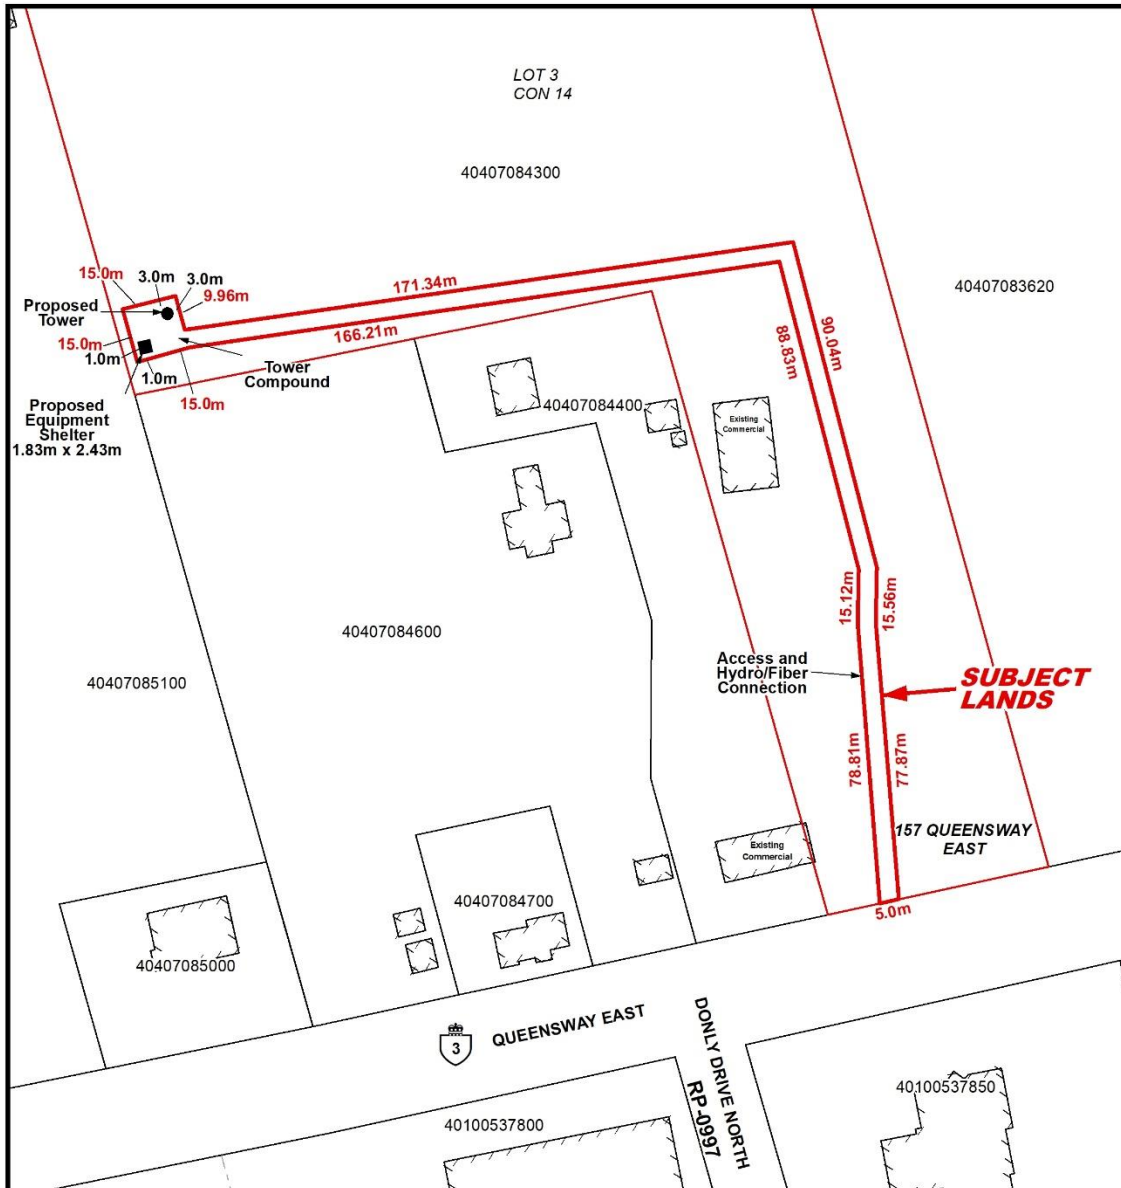 LOT 3
CON 14
40407084300
40407083620
15.0m
3.0m
3.0m
9.96m
Proposed
Tower
15.0m
1.0m
1.0m
15.0m
Tower
Compound
Proposed
Equipment
Shelter
1.83m x 2.43m
171.34m
166.21m
88.83m
90.04m
40407084400
Existing
Commercial
15.12m
15.56m
40407084600
40407085100
Access and
Hydro/Fiber
Connection
SUBJECT
LANDS
78.81m
77.87m
157 QUEENSWAY
EAST
Existing
Commercial
5.0m
40407084700
40407085000
3
QUEENSWAY EAST
DONLY DRIVE NORTH
RP-0997
40100537800
40100537850